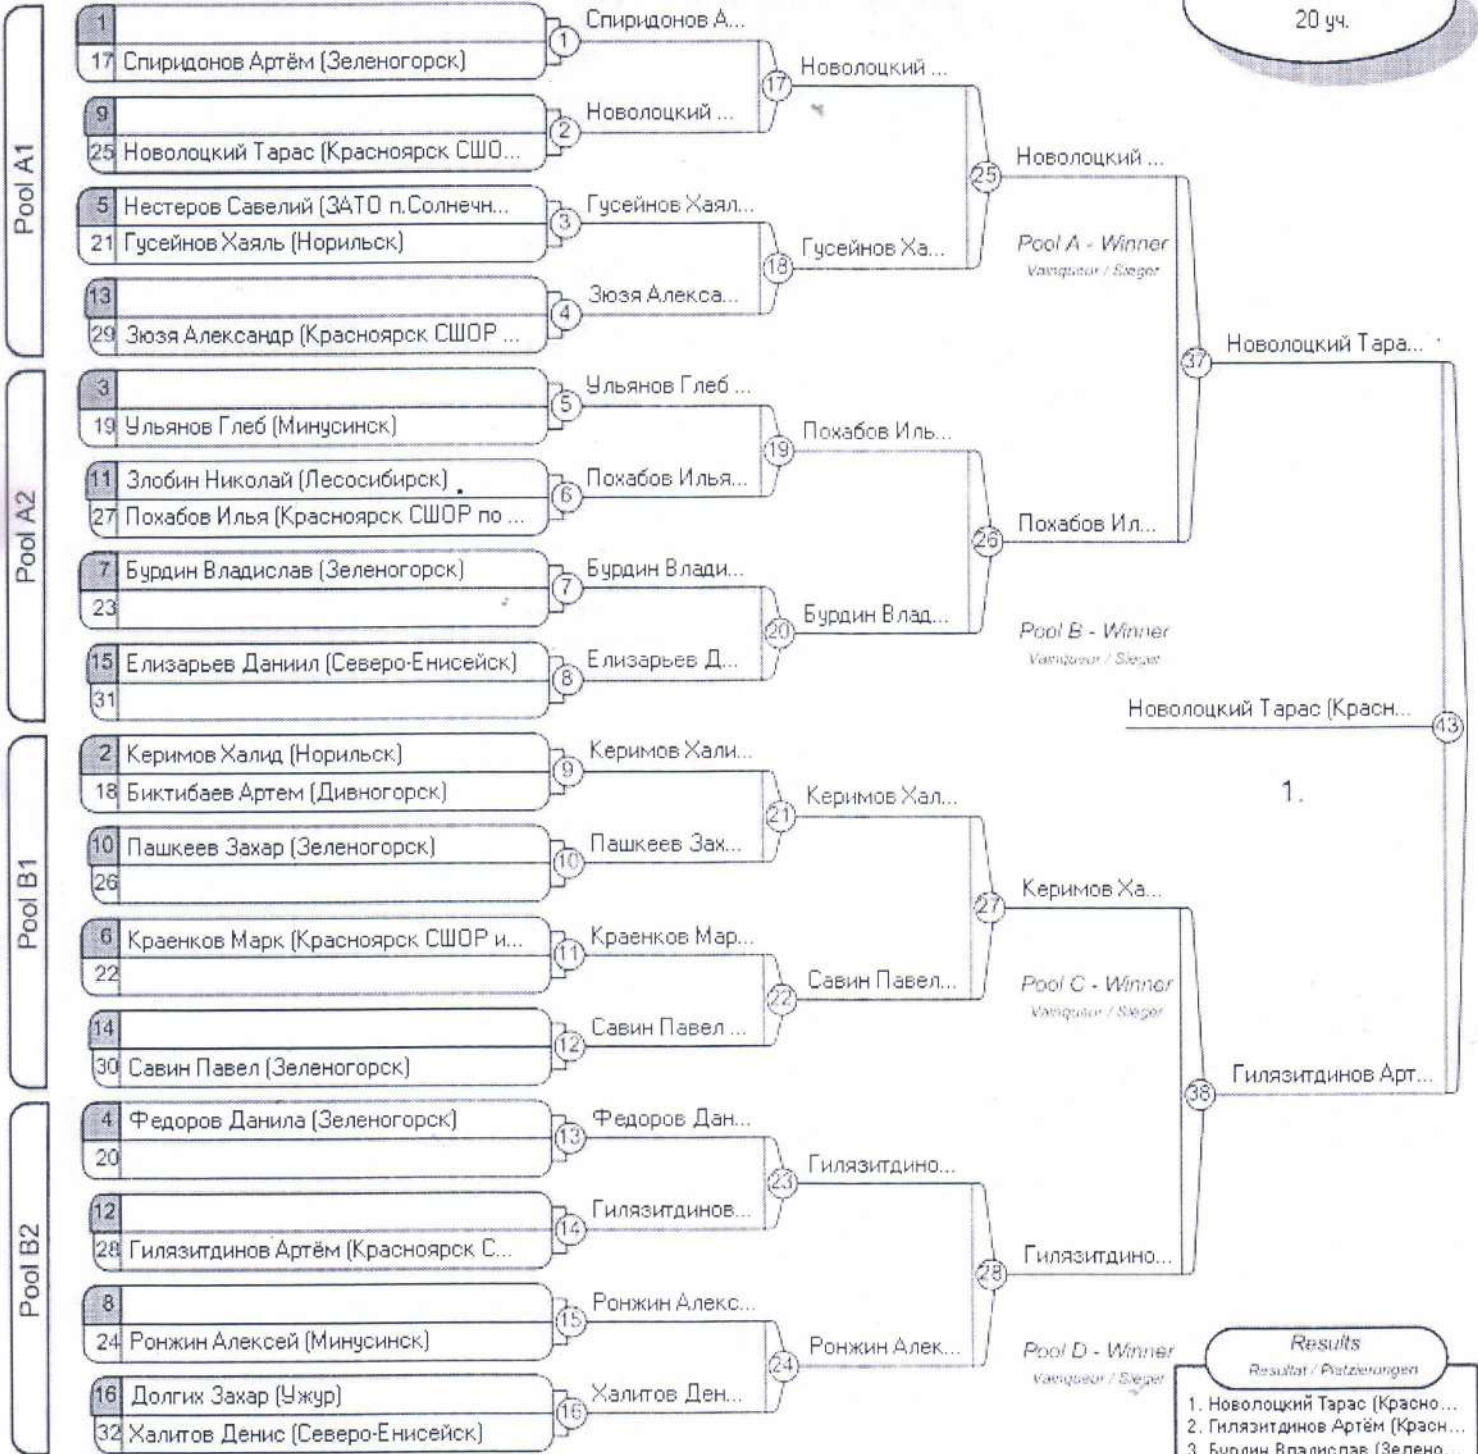 20 уч.
Pool A1
1
17 Спиридонов Артём (Зеленогорск)
9
25 Новолоцкий Тарас (Красноярск СШО...
5 Нестеров Савелий (ЗАТО п.Солнечн...
21 Гусейнов Хаяль (Норильск)
13
29 Зюзя Александр (Красноярск СШОР ...
Pool A2
3
19 Ульянов Глеб (Минусинск)
11 Злобин Николай (Лесосибирск)
27 Похабов Илья (Красноярск СШОР по ...
7 Бурдин Владислав (Зеленогорск)
23
15 Елизарьев Даниил (Северо-Енисейск)
31
Pool B1
2 Керимов Халид (Норильск)
18 Биктибаев Артем (Дивногорск)
10 Пашкеев Захар (Зеленогорск)
26
6 Краенков Марк (Красноярск СШОР и...
22
14
30 Савин Павел (Зеленогорск)
Pool B2
4 Федоров Данила (Зеленогорск)
20
12
28 Гилязитдинов Артём (Красноярск С...
8
24 Ронжин Алексей (Минусинск)
16 Долгих Захар (Ужур)
32 Халитов Денис (Северо-Енисейск)
1 Спиридонов А...
2 Новолоцкий ...
3 Гусейнов Хаял...
4 Зюзя Алекса...
5 Ульянов Глеб ...
6 Похабов Илья...
7 Бурдин Влади...
8 Елизарьев Д...
9 Керимов Хали...
10 Пашкеев Зах...
11 Краенков Мар...
12 Савин Павел ...
13 Федоров Дан...
14 Гилязитдинов...
15 Ронжин Алекс...
16 Халитов Ден...
17 Новолоцкий ...
18 Гусейнов Ха...
19 Похабов Иль...
20 Бурдин Влад...
21 Керимов Хал...
22 Савин Павел...
23 Гилязитдино...
24 Ронжин Алек...
25 Новолоцкий ...
Pool A - Winner
Vainqueur / Sieger
26 Похабов Ил...
Pool B - Winner
Vainqueur / Sieger
27 Керимов Ха...
Pool C - Winner
Vainqueur / Sieger
28 Гилязитдино...
Pool D - Winner
Vainqueur / Sieger
37 Новолоцкий Тара...
38 Гилязитдинов Арт...
Новолоцкий Тарас (Красн... 43
1.
Results
Resultat / Platzierungen
1. Новолоцкий Тарас (Красно...
2. Гилязитдинов Артём (Красн...
3. Бурдин Владислав (Зелено...